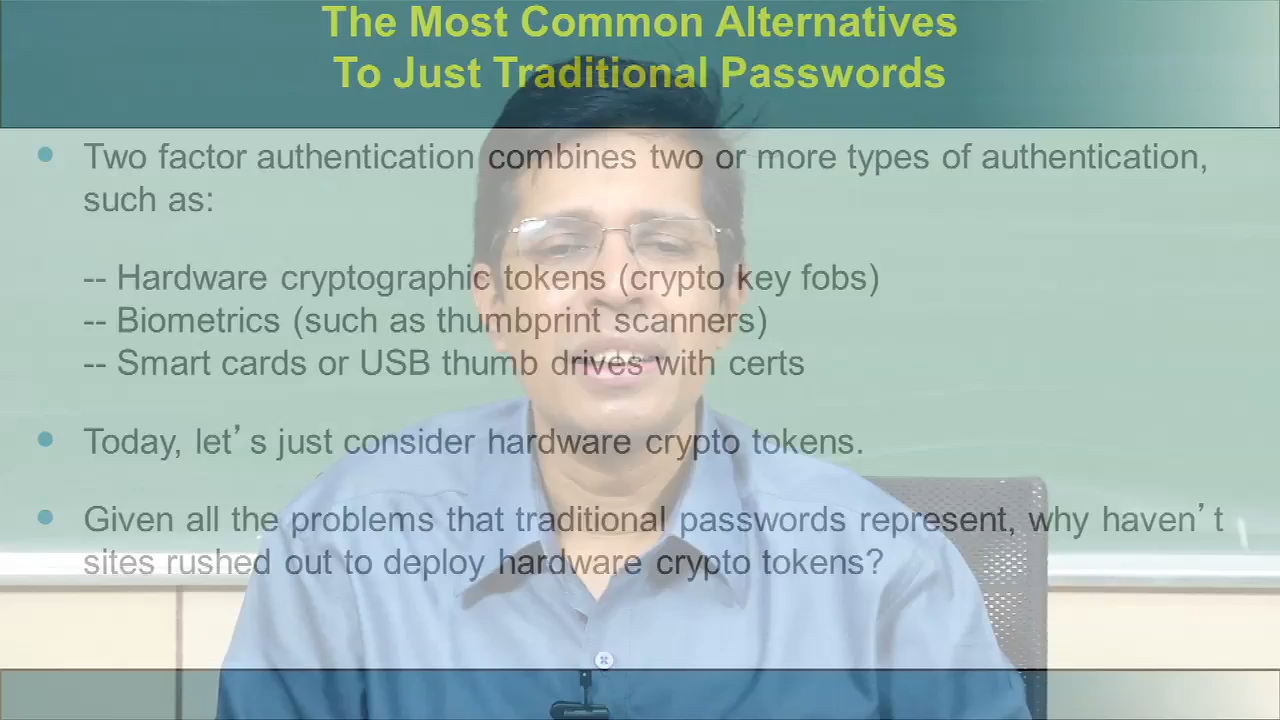 The Most Common Alternatives
To Just Traditional Passwords
• Two factor authentication combines two or more types of authentication,
such as:
-- Hardware cryptographic tokens (crypto key fobs)
-- Biometrics (such as thumbprint scanners)
-- Smart cards or USB thumb drives with certs
• Today, let’s just consider hardware crypto tokens.
• Given all the problems that traditional passwords represent, why haven’t
sites rushed out to deploy hardware crypto tokens?